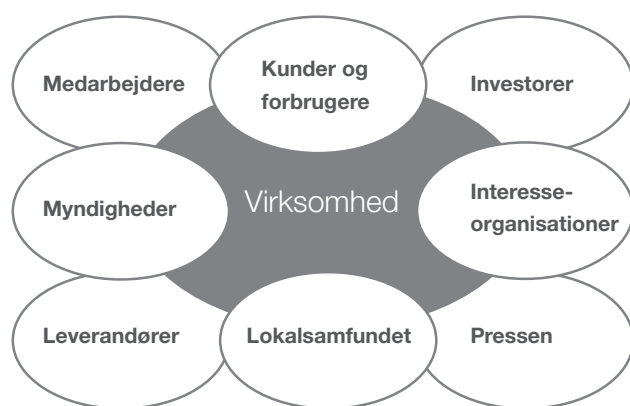 Medarbejdere
Kunder og
forbrugere
Investorer
Myndigheder
Virksomhed
Interesse-
organisationer
Leverandører
Lokalsamfundet
Pressen